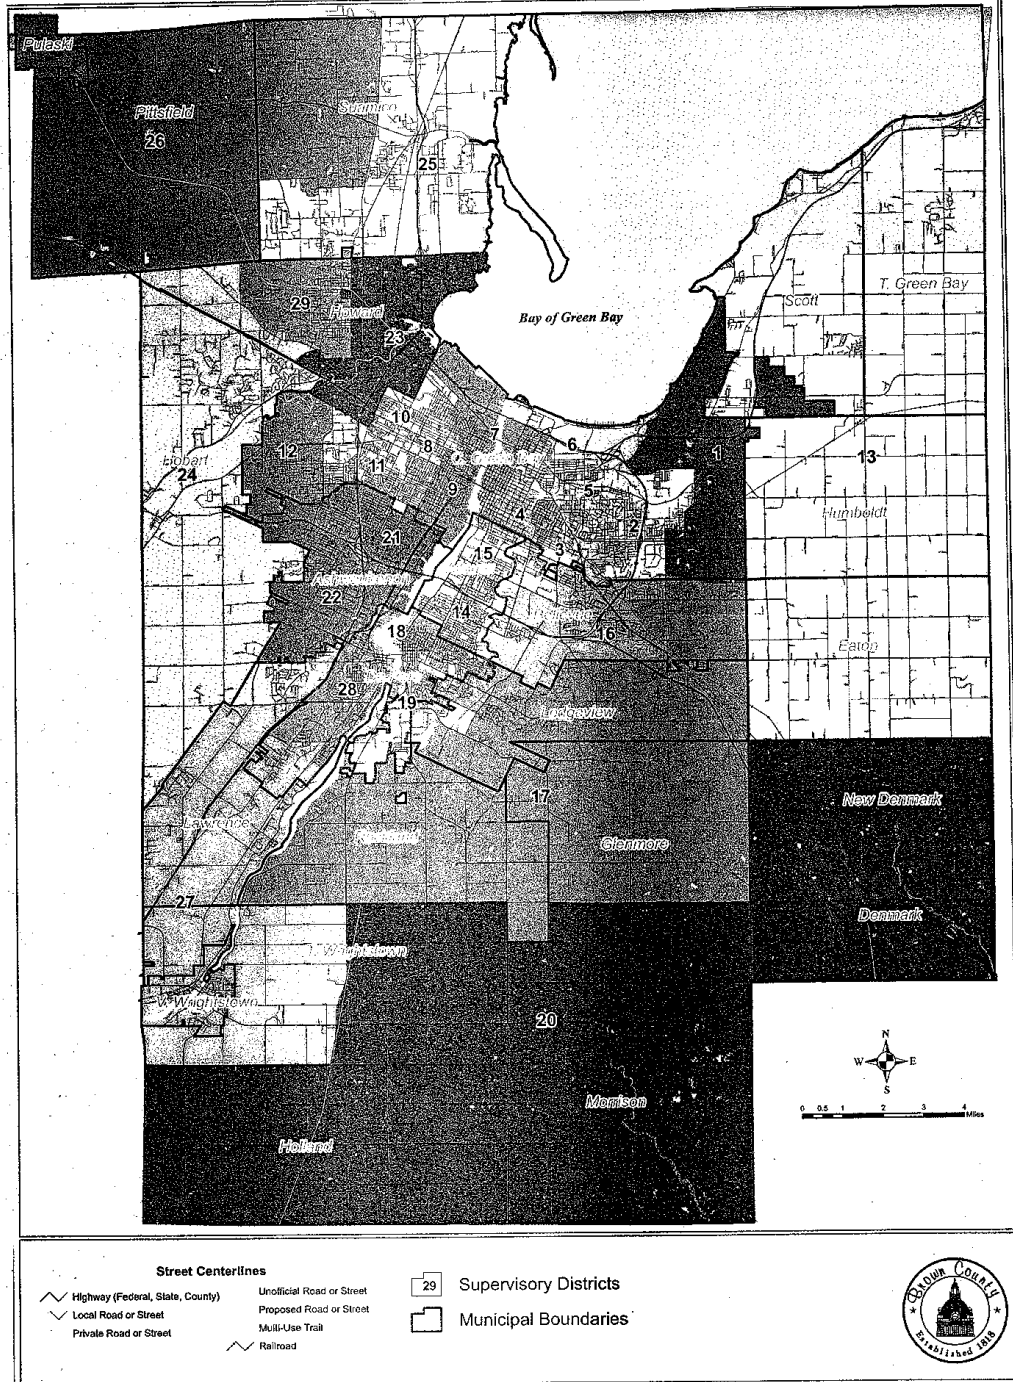 Pulaski
Pittsfield
26
Suamico
25
29
Howard
23
Bay of Green Bay
Scott
T. Green Bay
10
7
6
12
8
1
13
Hobart
24
11
9
5
Humboldt
4
2
21
3
15
22
14
18
16
Eaton
28
19
Ledgeview
17
New Denmark
Lawrence
Glenmore
27
Denmark
Wrightstown
V. Wrightstown
20
Morrison
Holland
N
W
E
S
0 0.5 1 2 3 4
Miles
Street Centerlines
Highway (Federal, State, County)
Local Road or Street
Private Road or Street
Unofficial Road or Street
Proposed Road or Street
Multi-Use Trail
Railroad
29 Supervisory Districts
Municipal Boundaries
Brown County
Established 1818